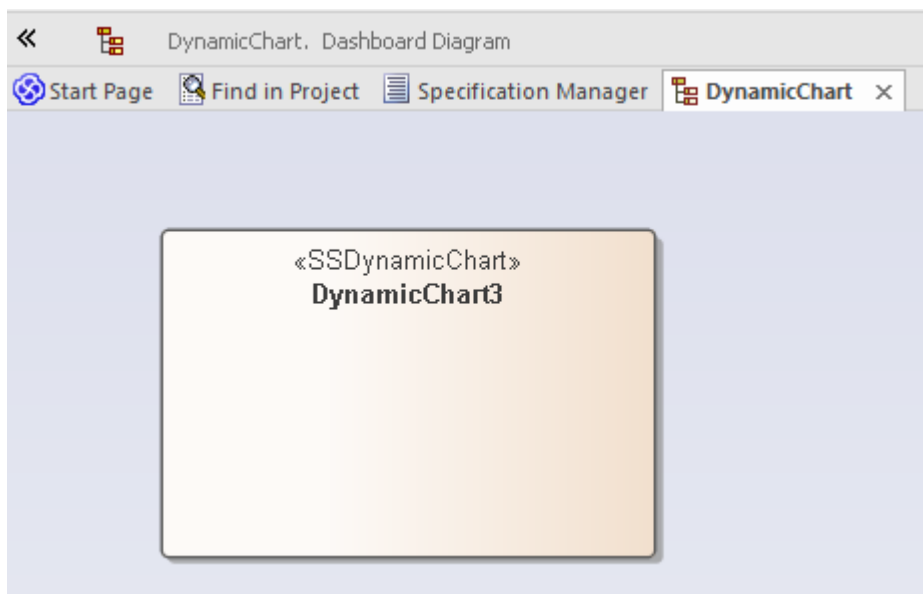 « DynamicChart. Dashboard Diagram
Start Page Find in Project Specification Manager DynamicChart ×
«SSDynamicChart»
DynamicChart3